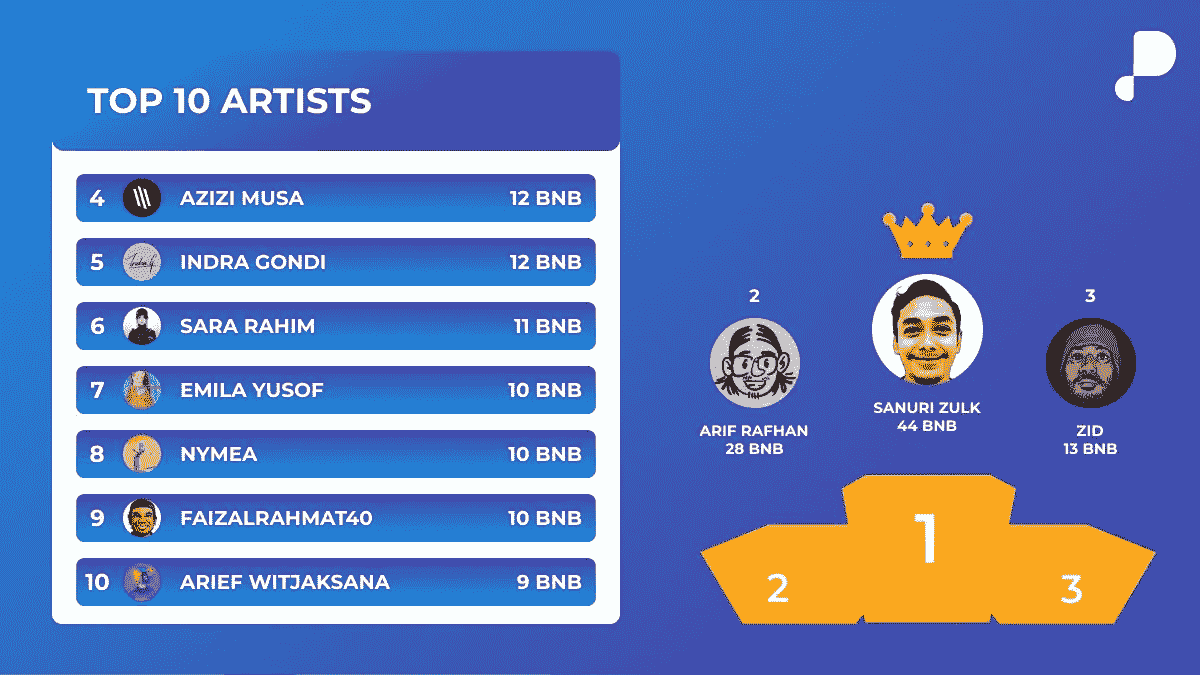 TOP 10 ARTISTS
4 AZIZI MUSA 12 BNB
5 INDRA GONDI 12 BNB
6 SARA RAHIM 11 BNB
7 EMILA YUSOF 10 BNB
8 NYMEA 10 BNB
9 FAIZALRAHMAT40 10 BNB
10 ARIEF WITJAKSANA 9 BNB
2
ARIF RAFHAN
28 BNB
SANURI ZULK
44 BNB
3
ZID
13 BNB
1
2
3